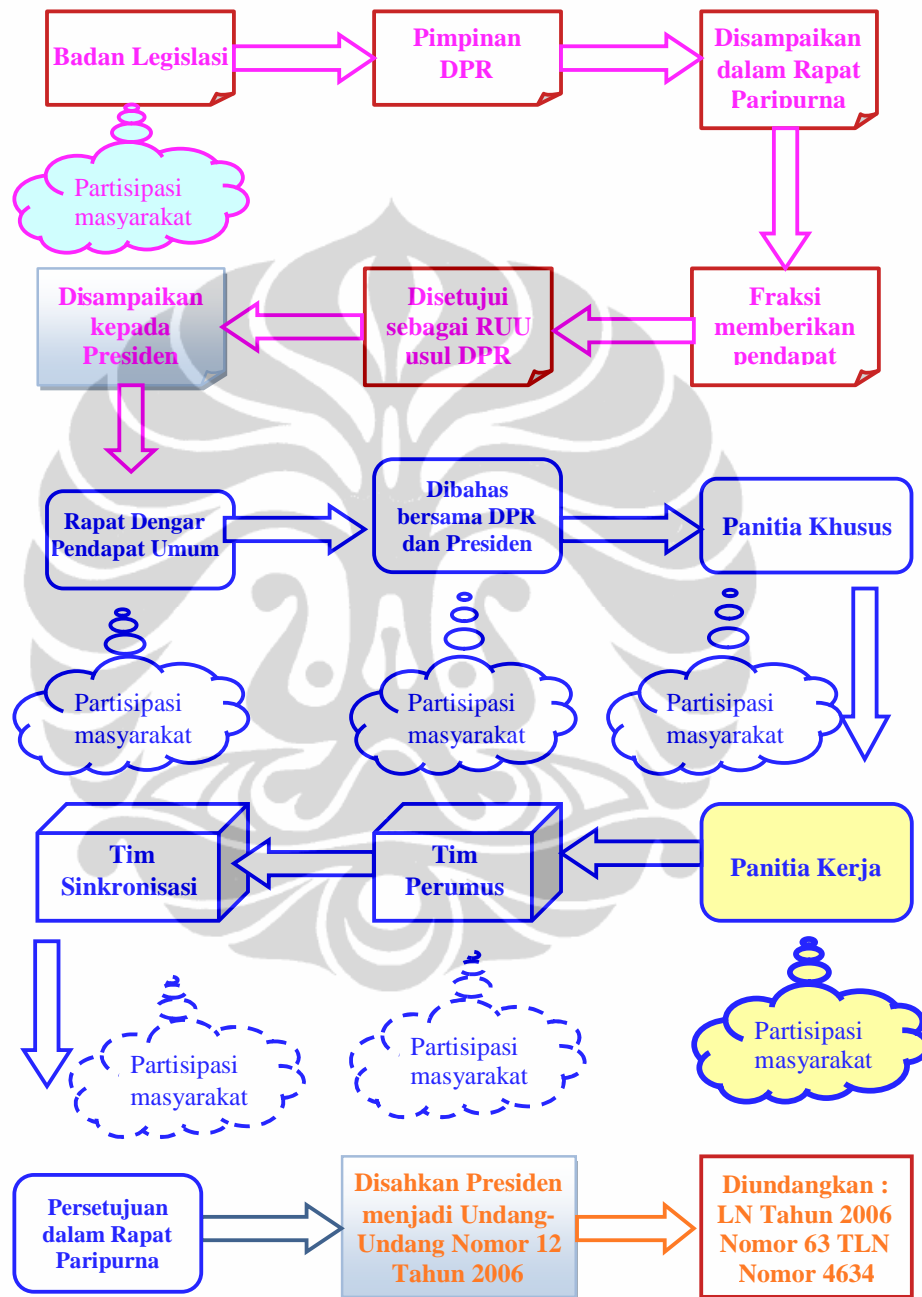 Badan Legislasi
Pimpinan
DPR
Disampaikan
dalam Rapat
Paripurna
Partisipasi
masyarakat
Disampaikan
kepada
Presiden
Disetujui
sebagai RUU
usul DPR
Fraksi
memberikan
pendapat
Rapat Dengar
Pendapat Umum
Dibahas
bersama DPR
dan Presiden
Panitia Khusus
Partisipasi
masyarakat
Partisipasi
masyarakat
Partisipasi
masyarakat
Tim
Sinkronisasi
Tim
Perumus
Panitia Kerja
Partisipasi
masyarakat
Partisipasi
masyarakat
Partisipasi
masyarakat
Persetujuan
dalam Rapat
Paripurna
Disahkan Presiden
menjadi Undang-
Undang Nomor 12
Tahun 2006
Diundangkan :
LN Tahun 2006
Nomor 63 TLN
Nomor 4634